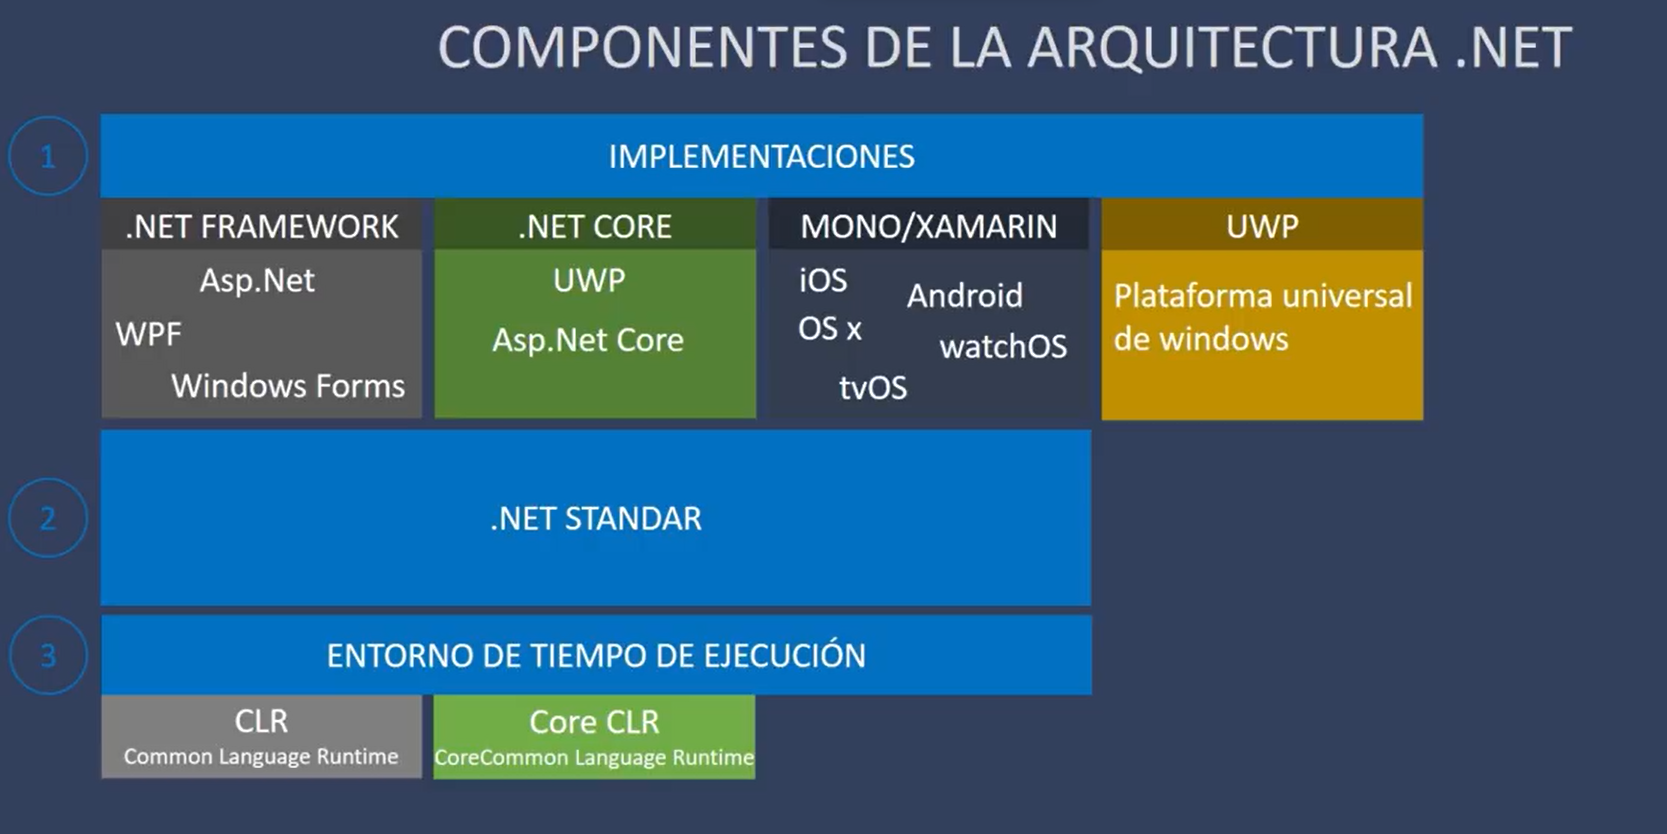 COMPONENTES DE LA ARQUITECTURA .NET
1
IMPLEMENTACIONES
.NET FRAMEWORK
Asp.Net
WPF
Windows Forms
.NET CORE
UWP
Asp.Net Core
MONO/XAMARIN
iOS
Android
OS x
watchOS
tvOS
UWP
Plataforma universal
de windows
2
.NET STANDAR
3
ENTORNO DE TIEMPO DE EJECUCIÓN
CLR
Common Language Runtime
Core CLR
CoreCommon Language Runtime